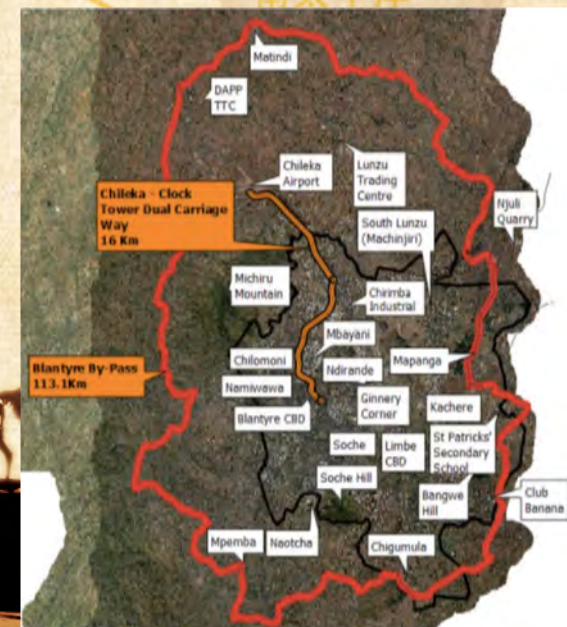 Matindi
DAPP
TTC
Chileka
Airport
Lunzu
Trading
Centre
Chileka - Clock
Tower Dual Carriage
Way
16 Km
Njuli
Quarry
South Lunzu
(Machinjiri)
Michiru
Mountain
Chirimba
Industrial
Mbayani
Chilomoni
Ndirande
Mapanga
Blantyre By-Pass
113.1Km
Namiwawa
Ginnery
Corner
Kachere
Blantyre CBD
St Patricks'
Secondary
School
Soche
Limbe
CBD
Soche Hill
Bangwe
Hill
Club
Banana
Mpemba
Naotcha
Chigumula